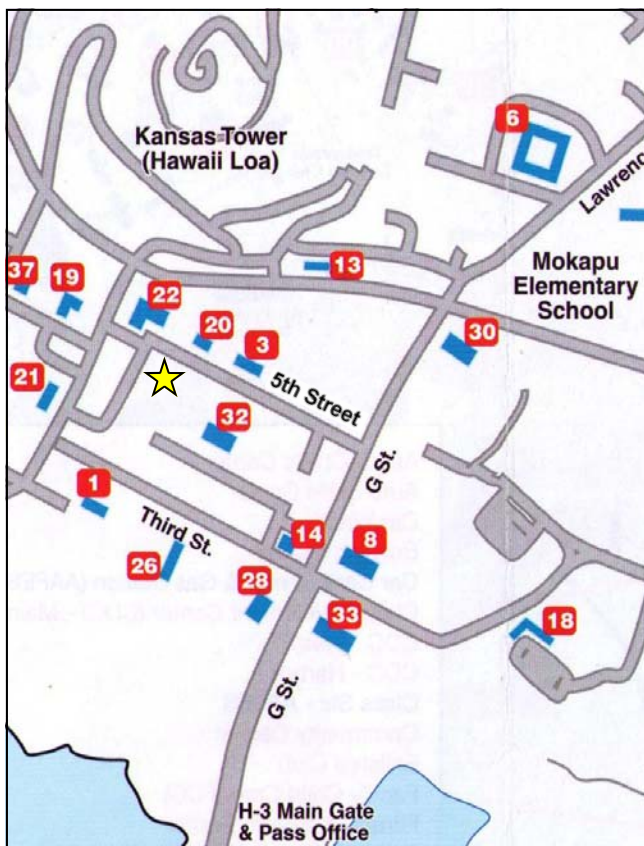 6
Kansas Tower
(Hawaii Loa)
Lawrenc
13
Mokapu
Elementary
School
37
19
22
20
3
30
21
5th Street
32
G St.
1
Third St.
14
8
26
28
33
18
G St.
H-3 Main Gate
& Pass Office